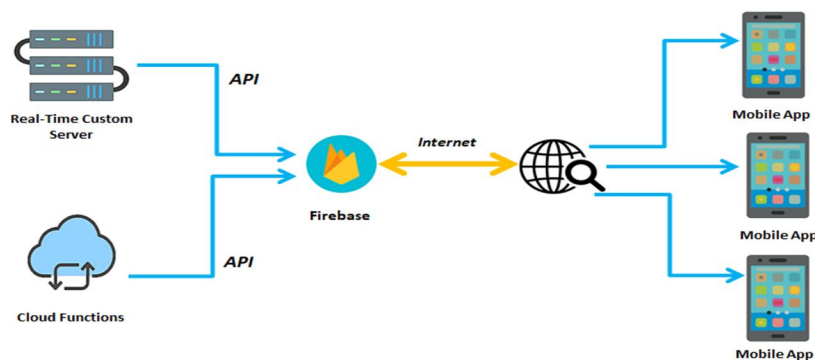 API
Real-Time Custom
Server
Internet
Firebase
API
Cloud Functions
Mobile App
Mobile App
Mobile App